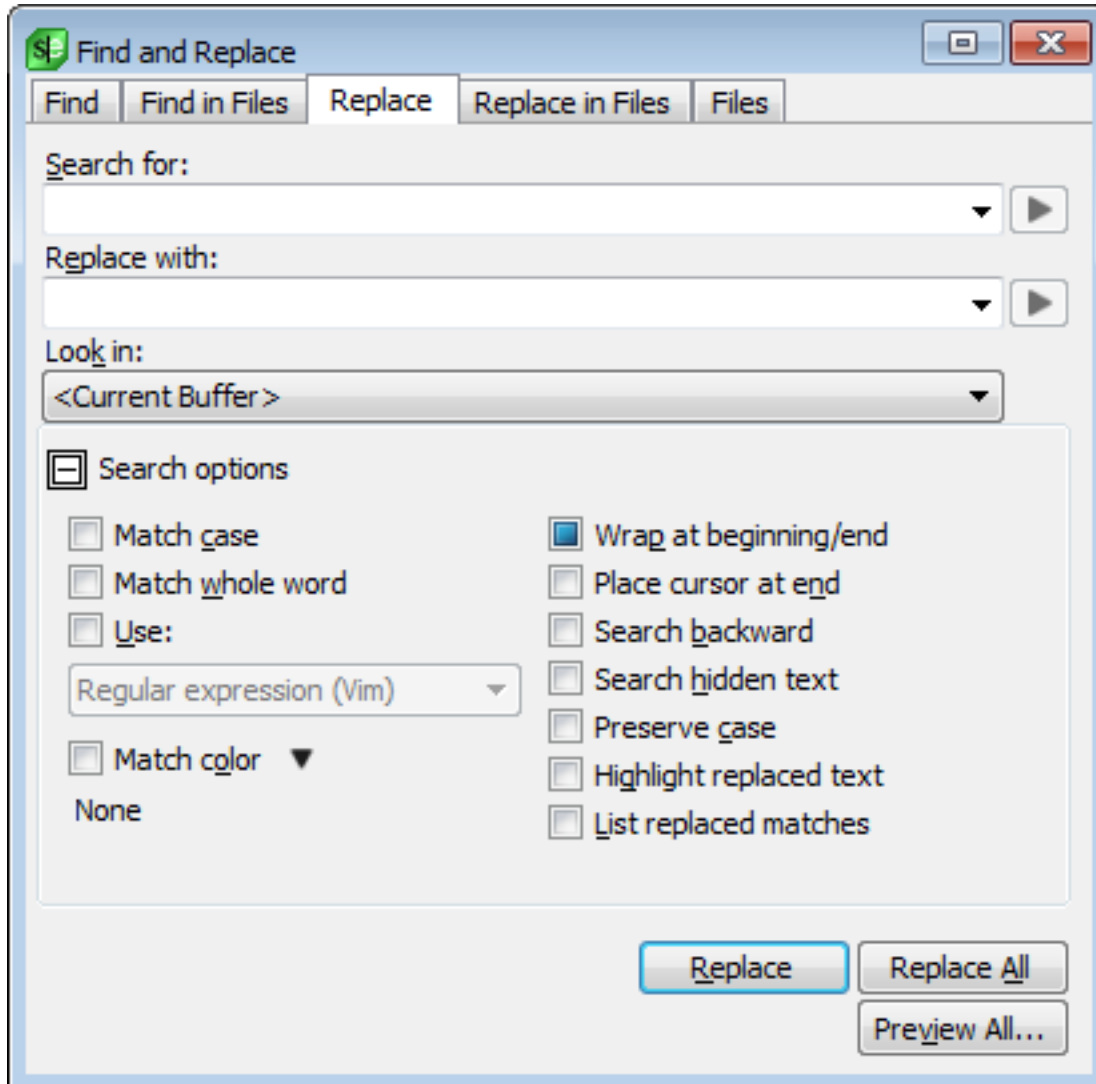 S|e Find and Replace
Find Find in Files Replace Replace in Files Files
Search for:
Replace with:
Look in:
<Current Buffer>
Search options
Match case
Match whole word
Use:
Regular expression (Vim)
Match color
None
Wrap at beginning/end
Place cursor at end
Search backward
Search hidden text
Preserve case
Highlight replaced text
List replaced matches
Replace Replace All
Preview All...